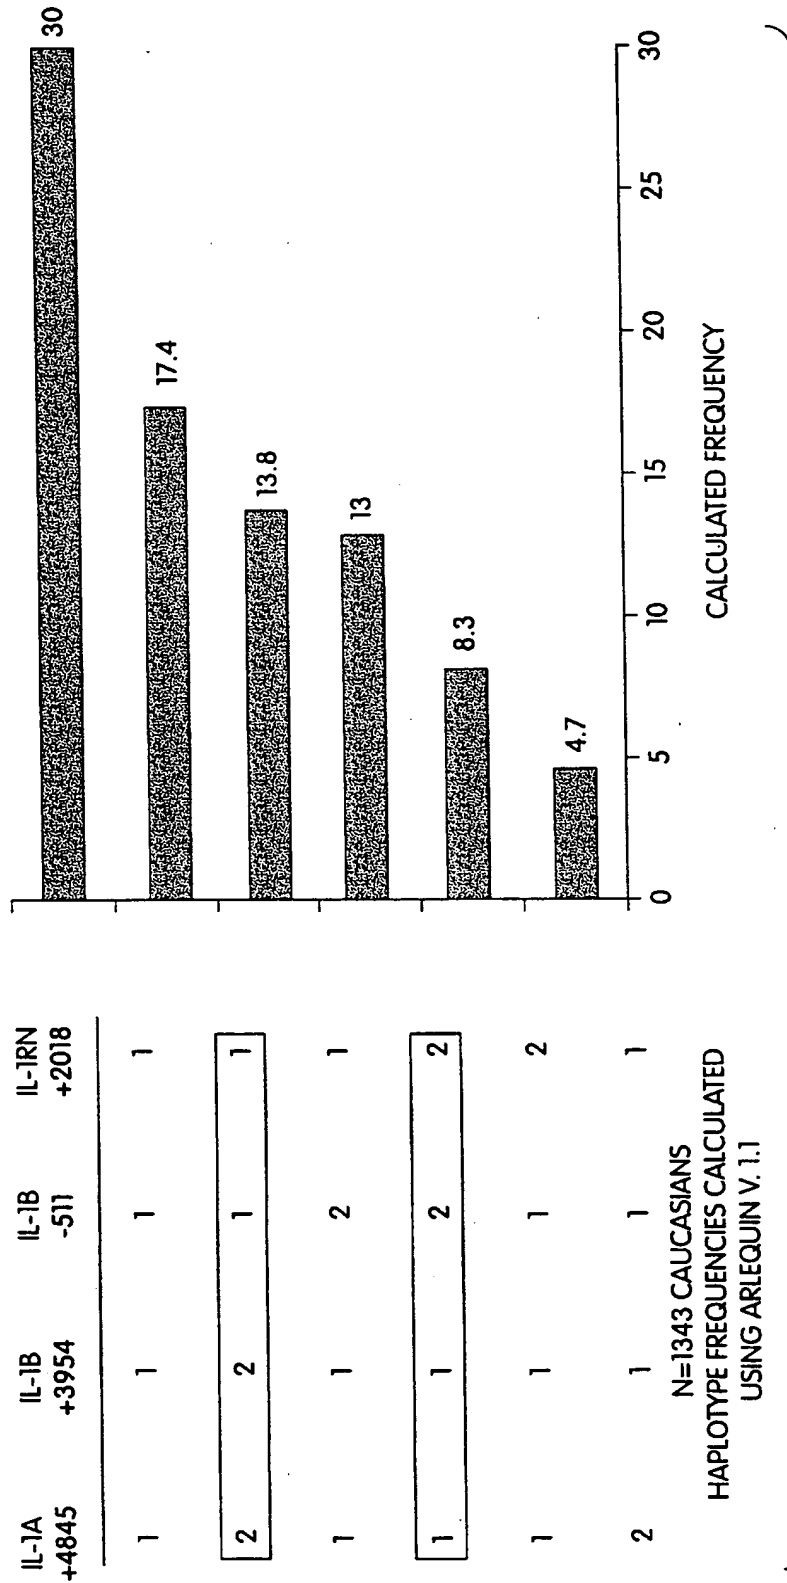 IL-1A IL-1B IL-1B IL-1RN
+4845 +3954 -511 +2018
1 1 1 1 30
2 2 1 1 17.4
1 1 2 1 13.8
1 1 2 2 13
1 1 1 2 8.3
2 1 1 1 4.7
0 5 10 15 20 25 30
CALCULATED FREQUENCY
N=1343 CAUCASIANS
HAPLOTYPE FREQUENCIES CALCULATED
USING ARLEQUIN V. 1.1